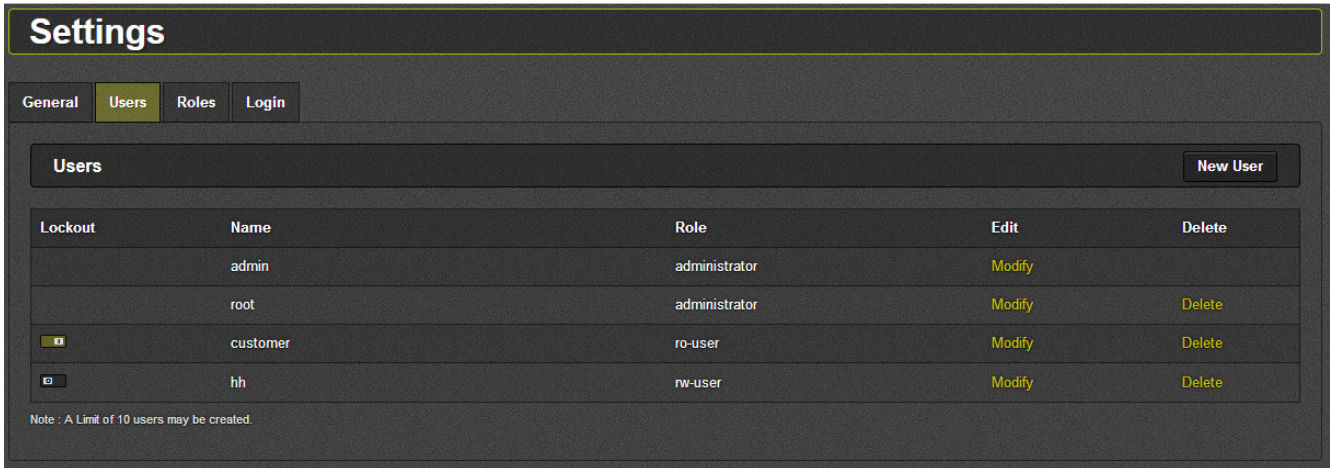 Settings
General Users Roles Login
Users New User
Lockout Name Role Edit Delete
admin administrator Modify
root administrator Modify Delete
customer ro-user Modify Delete
hh rw-user Modify Delete
Note : A Limit of 10 users may be created.